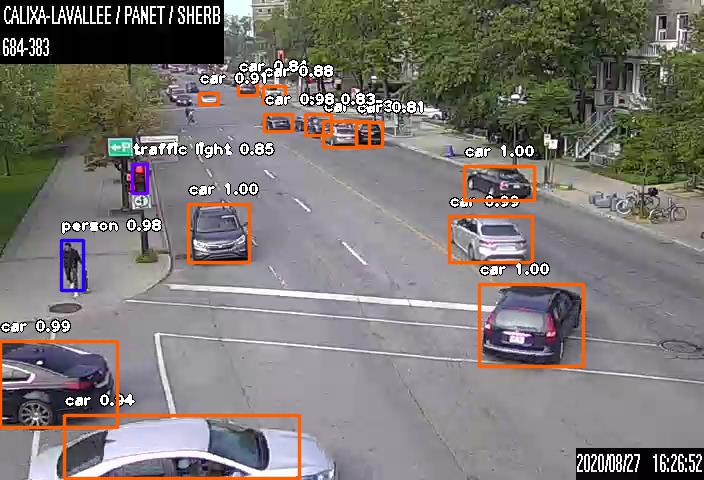 CALIXA-LAVALLEE / PANET / SHERB
684-383
car 0.91
car 0.88
car 0.98
0.83
0.81
traffic light 0.85
car 1.00
car 1.00
car 0.99
person 0.98
car 1.00
car 0.99
car 0.94
P
2020/08/27 16:26:52